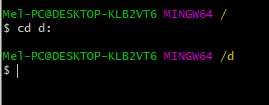 Mel-PC@DESKTOP-KLB2VT6 MINGW64 /
$ cd d:
Mel-PC@DESKTOP-KLB2VT6 MINGW64 /d
$